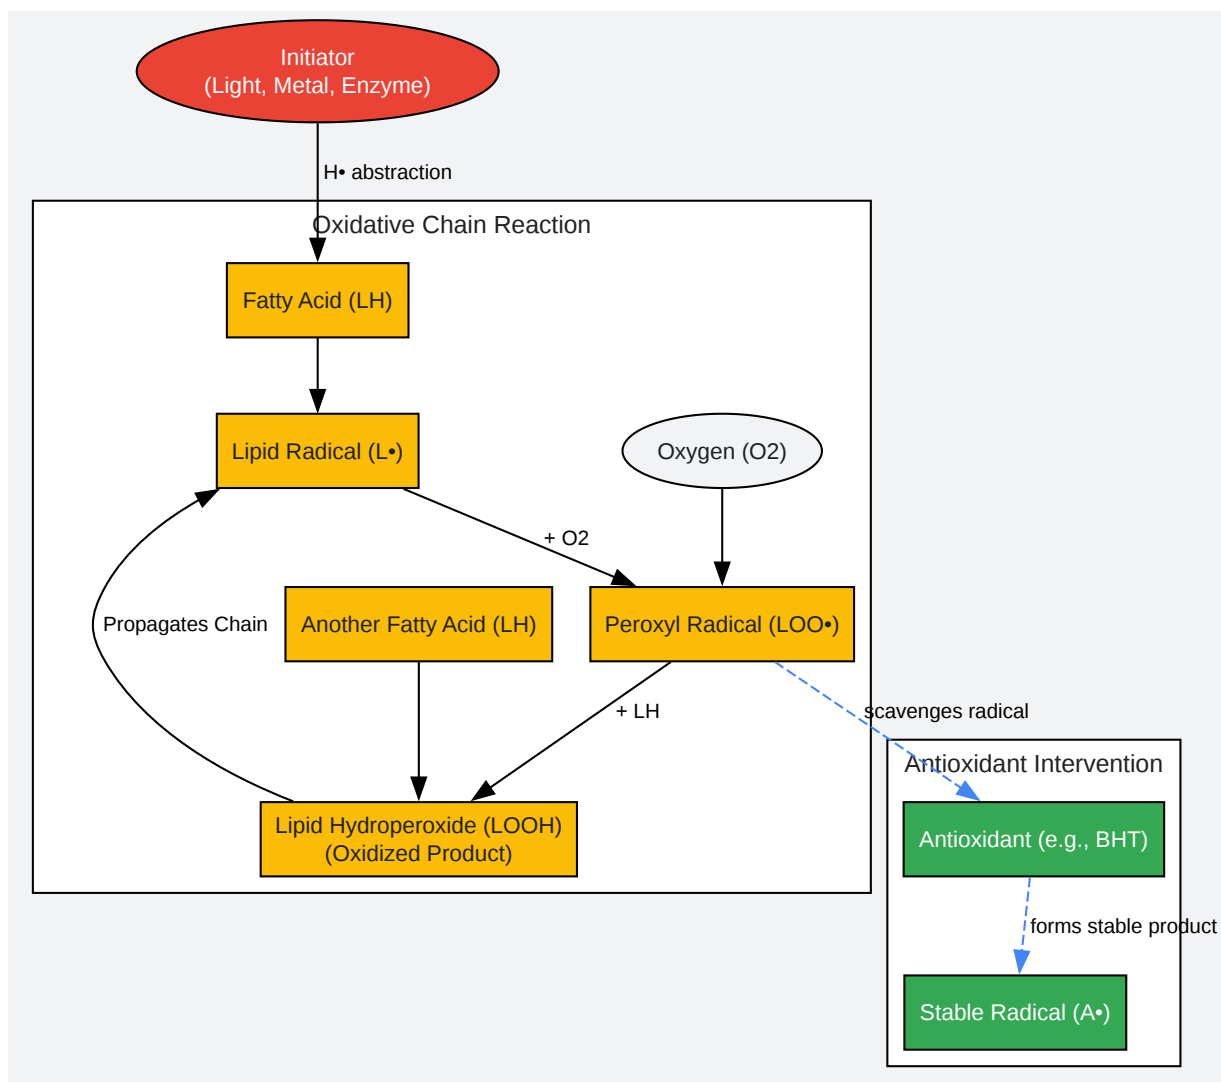 Initiator
(Light, Metal, Enzyme)
H• abstraction
Oxidative Chain Reaction
Fatty Acid (LH)
Lipid Radical (L•)
Oxygen (O2)
+ O2
Propagates Chain
Another Fatty Acid (LH)
Peroxyl Radical (LOO•)
+ LH
scavenges radical
Antioxidant Intervention
Lipid Hydroperoxide (LOOH)
(Oxidized Product)
Antioxidant (e.g., BHT)
forms stable product
Stable Radical (A•)